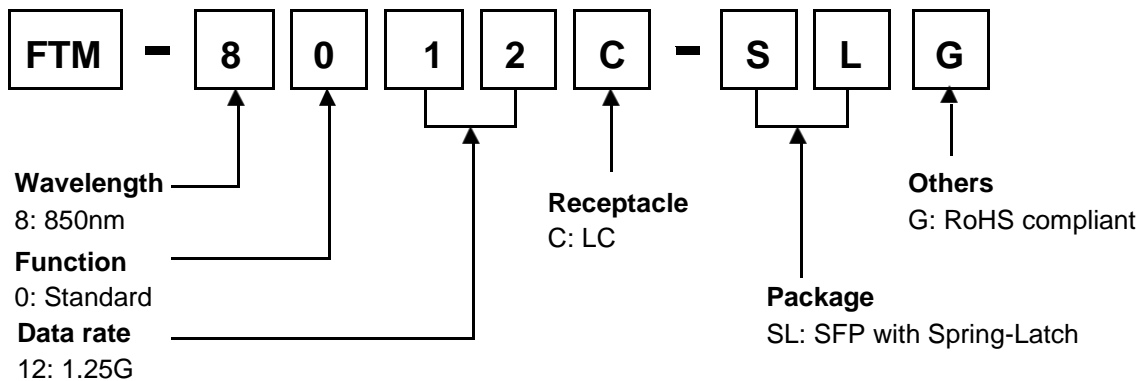 FTM - 8 0 1 2 C - S L G
Wavelength
8: 850nm
Function
0: Standard
Data rate
12: 1.25G
Receptacle
C: LC
Package
SL: SFP with Spring-Latch
Others
G: RoHS compliant